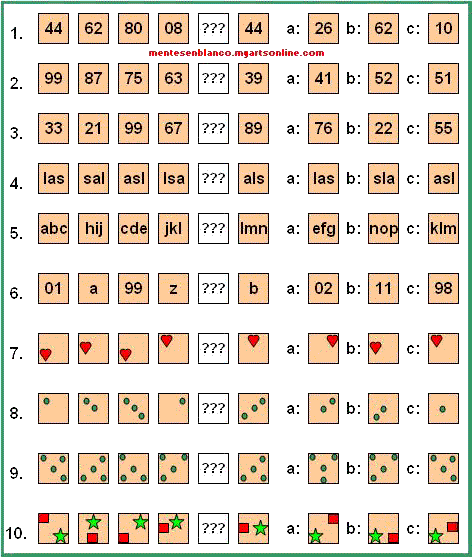 1. 44 62 80 08 ??? 44 a: 26 b: 62 c: 10
mentesenblanco.mgartsonline.com
2. 99 87 75 63 ??? 39 a: 41 b: 52 c: 51
3. 33 21 99 67 ??? 89 a: 76 b: 22 c: 55
4. las sal asl lsa ??? als a: las b: sla c: asl
5. abc hij cde jkl ??? lmn a: efg b: nop c: klm
6. 01 a 99 z ??? b a: 02 b: 11 c: 98
7. ??? a: b: c:
8. ??? a: b: c:
9. ??? a: b: c:
10. ??? a: b: c: